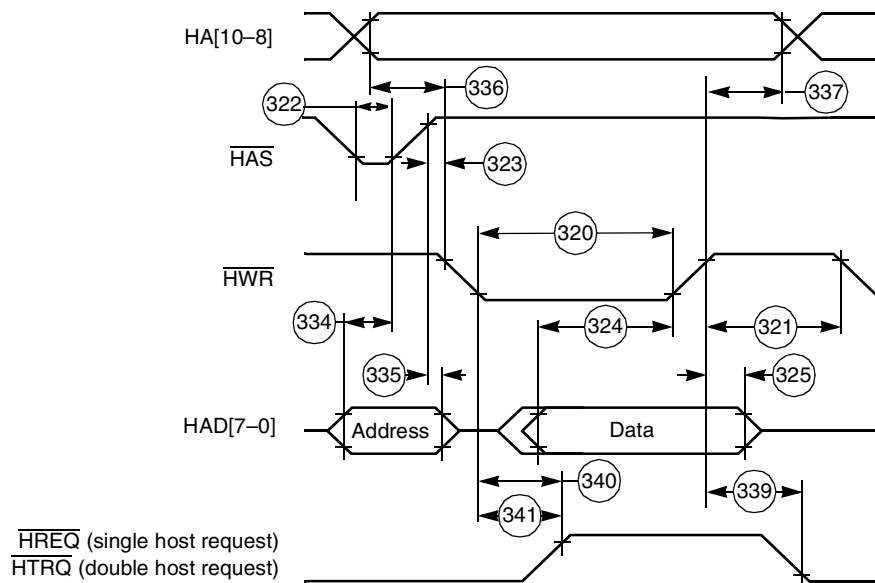 HA[10–8]
336
337
322
HAS
323
320
HWR
334
324
321
335
325
HAD[7–0]
Address
Data
340
341
339
HREQ (single host request)
HTRQ (double host request)